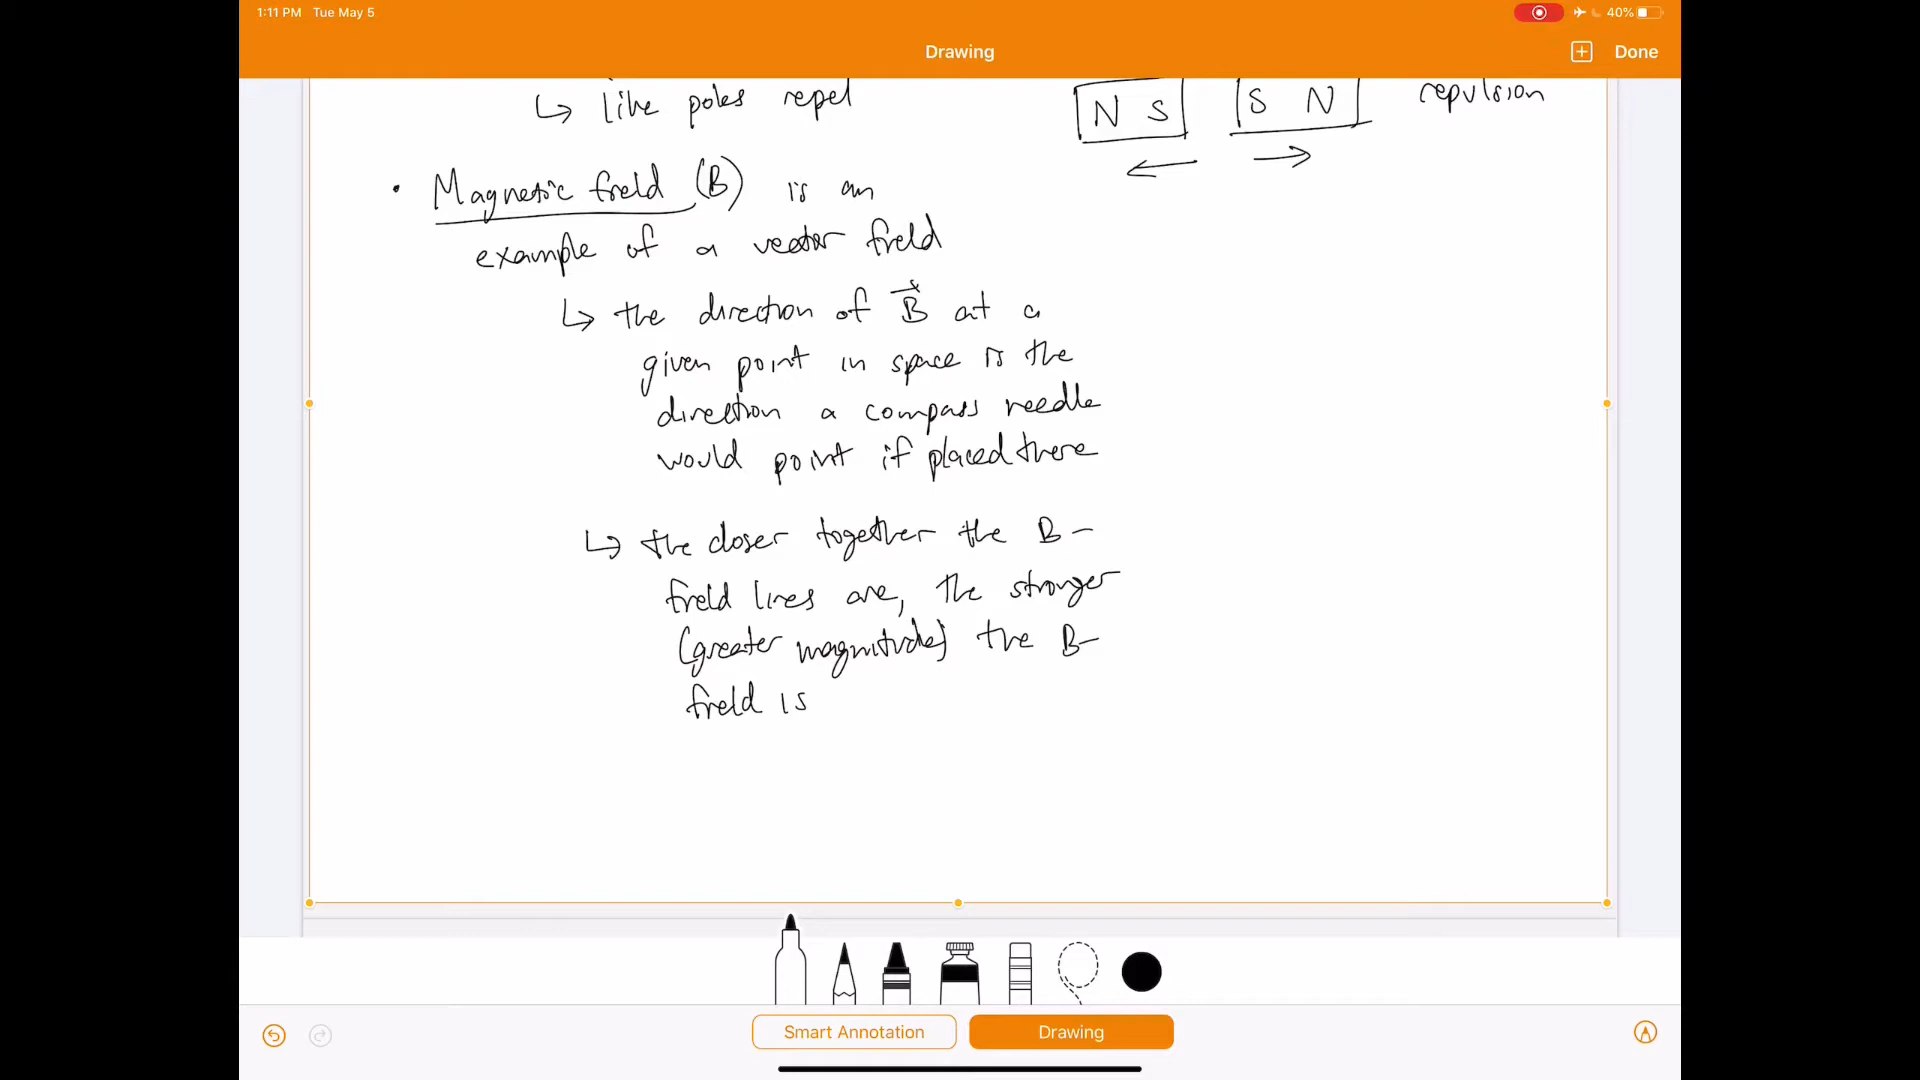 1:11 PM Tue May 5
40%
Drawing
Done
↳ like poles repel
N S
S N
repulsion
← →
• Magnetic field (B) is an
example of a vector field
↳ the direction of B⃗ at a
given point in space is the
direction a compass needle
would point if placed there
↳ the closer together the B-
field lines are, the stronger
(greater magnitude) the B-
field is
Smart Annotation
Drawing